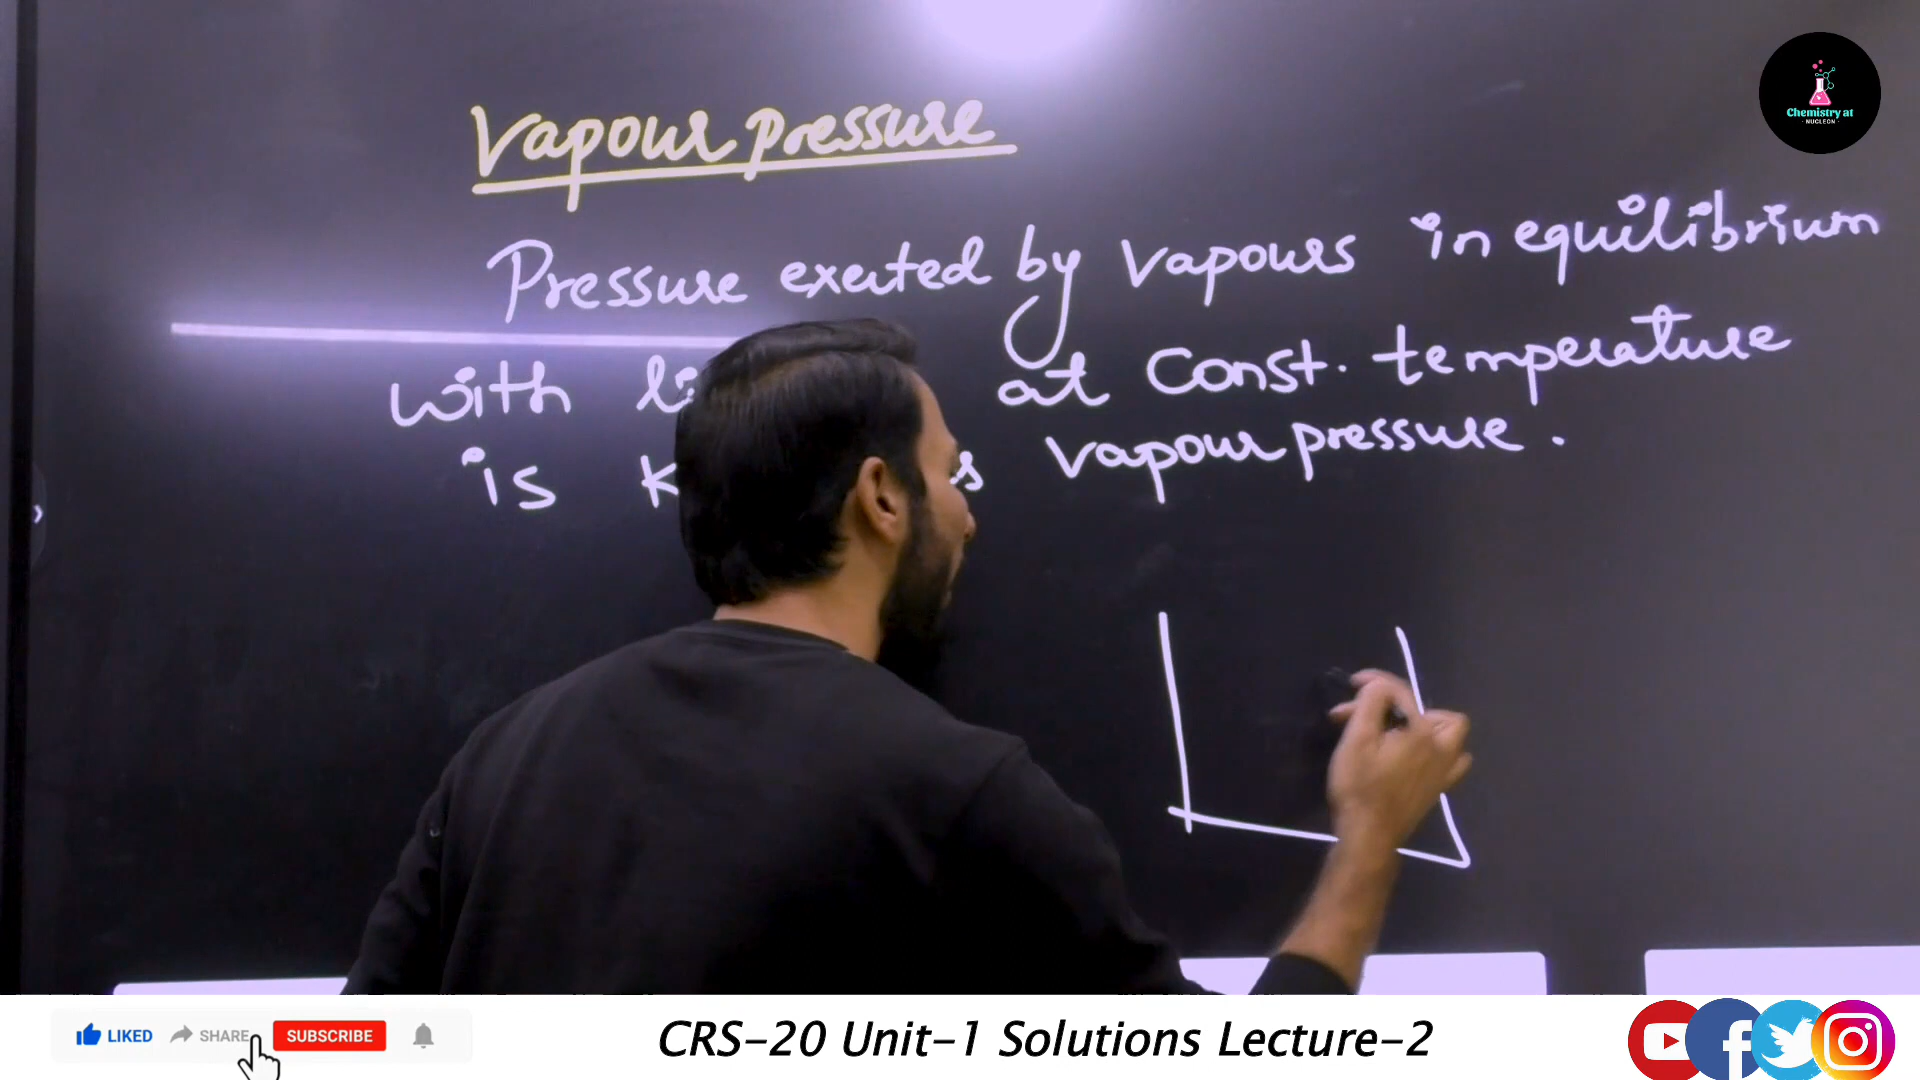 Vapour pressure
Pressure exerted by vapours in equilibrium
with at const. temperature
is vapour pressure.
Chemistry at
NUCLEON
LIKED SHARE SUBSCRIBE
CRS-20 Unit-1 Solutions Lecture-2